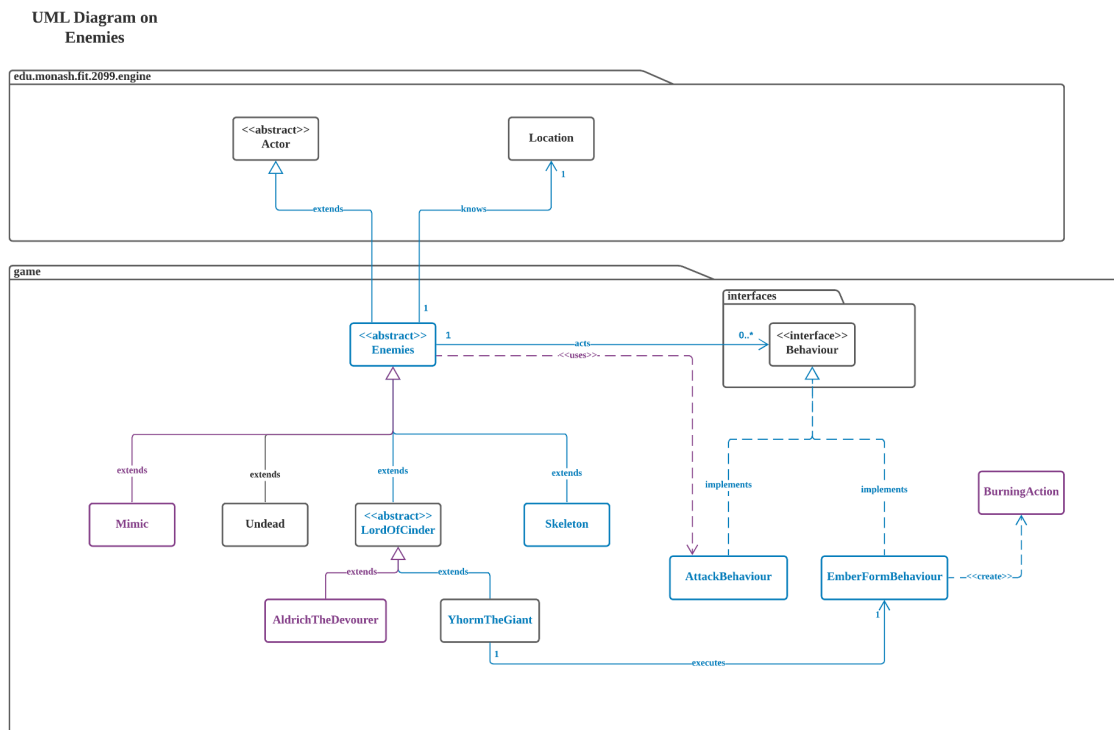 UML Diagram on
Enemies
edu.monash.fit.2099.engine
<<abstract>>
Actor
Location
1
extends
knows
game
interfaces
1
<<abstract>>
Enemies
1
acts
0..*
<<uses>>
<<interface>>
Behaviour
extends
extends
extends
extends
implements
implements
Mimic
Undead
<<abstract>>
LordOfCinder
Skeleton
BurningAction
extends
extends
AttackBehaviour
EmberFormBehaviour
<<create>>
AldrichTheDevourer
YhormTheGiant
1
1
executes